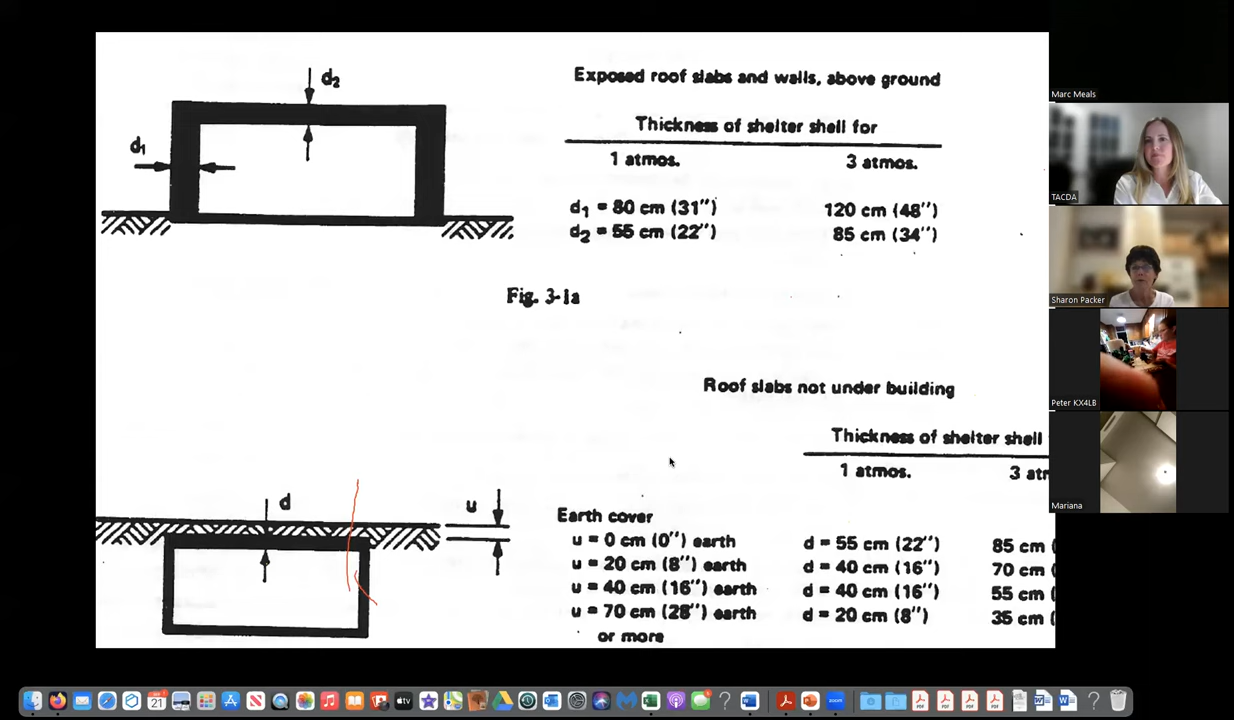 d2
d1
Exposed roof slabs and walls, above ground
Thickness of shelter shell for
1 atmos.
3 atmos.
d1 = 80 cm (31'')
120 cm (48'')
d2 = 55 cm (22'')
85 cm (34'')
Fig. 3-1a
Roof slabs not under building
Thickness of shelter shell
1 atmos.
3 atm
d
u
Earth cover
u = 0 cm (0'') earth
d = 55 cm (22'')
85 cm (
u = 20 cm (8'') earth
d = 40 cm (16'')
70 cm (
u = 40 cm (16'') earth
d = 40 cm (16'')
55 cm (
u = 70 cm (28'') earth
d = 20 cm (8'')
35 cm (
or more
Marc Meals
TACDA
Sharon Packer
Peter KX4LB
Mariana
21